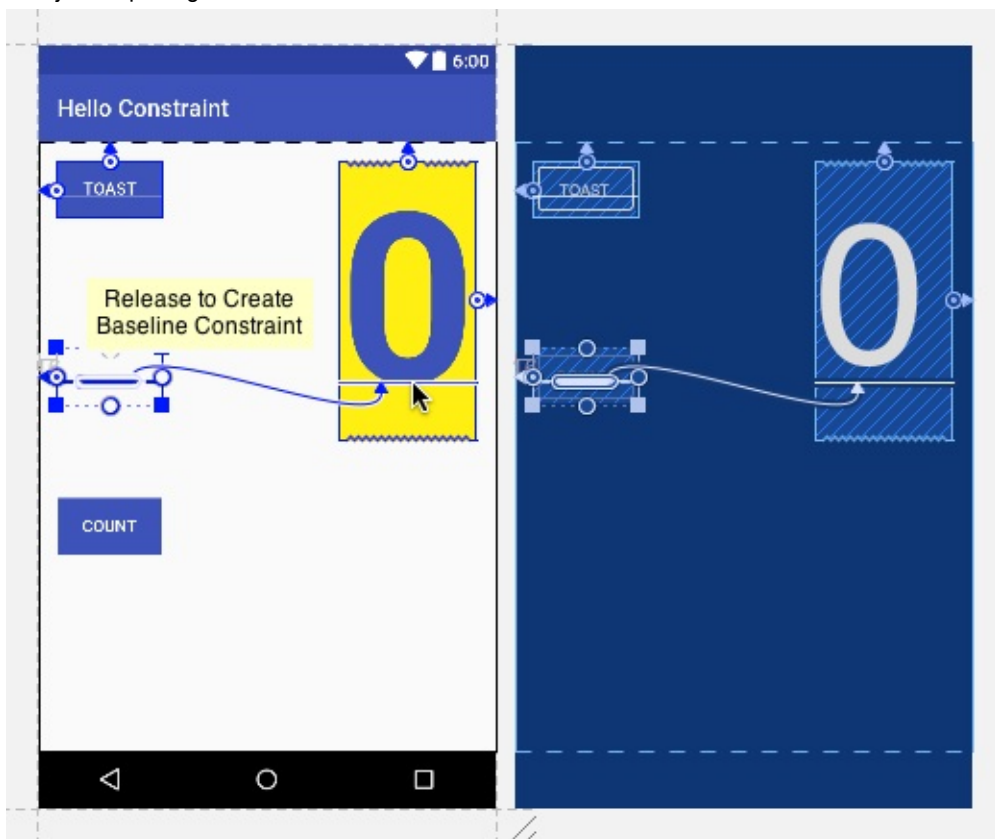 6:00
Hello Constraint
TOAST
0
TOAST
0
Release to Create
Baseline Constraint
COUNT